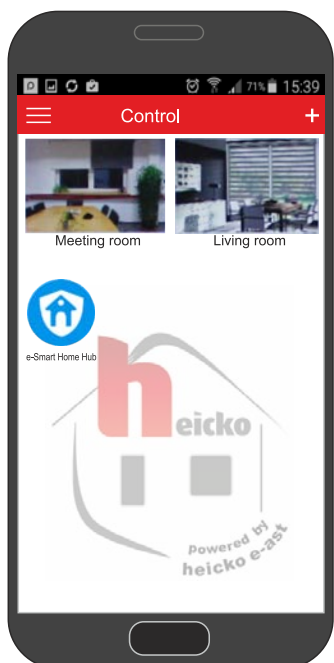 71% 15:39
Control +
Meeting room Living room
e-Smart Home Hub
heicko
Powered by
heicko e-ast